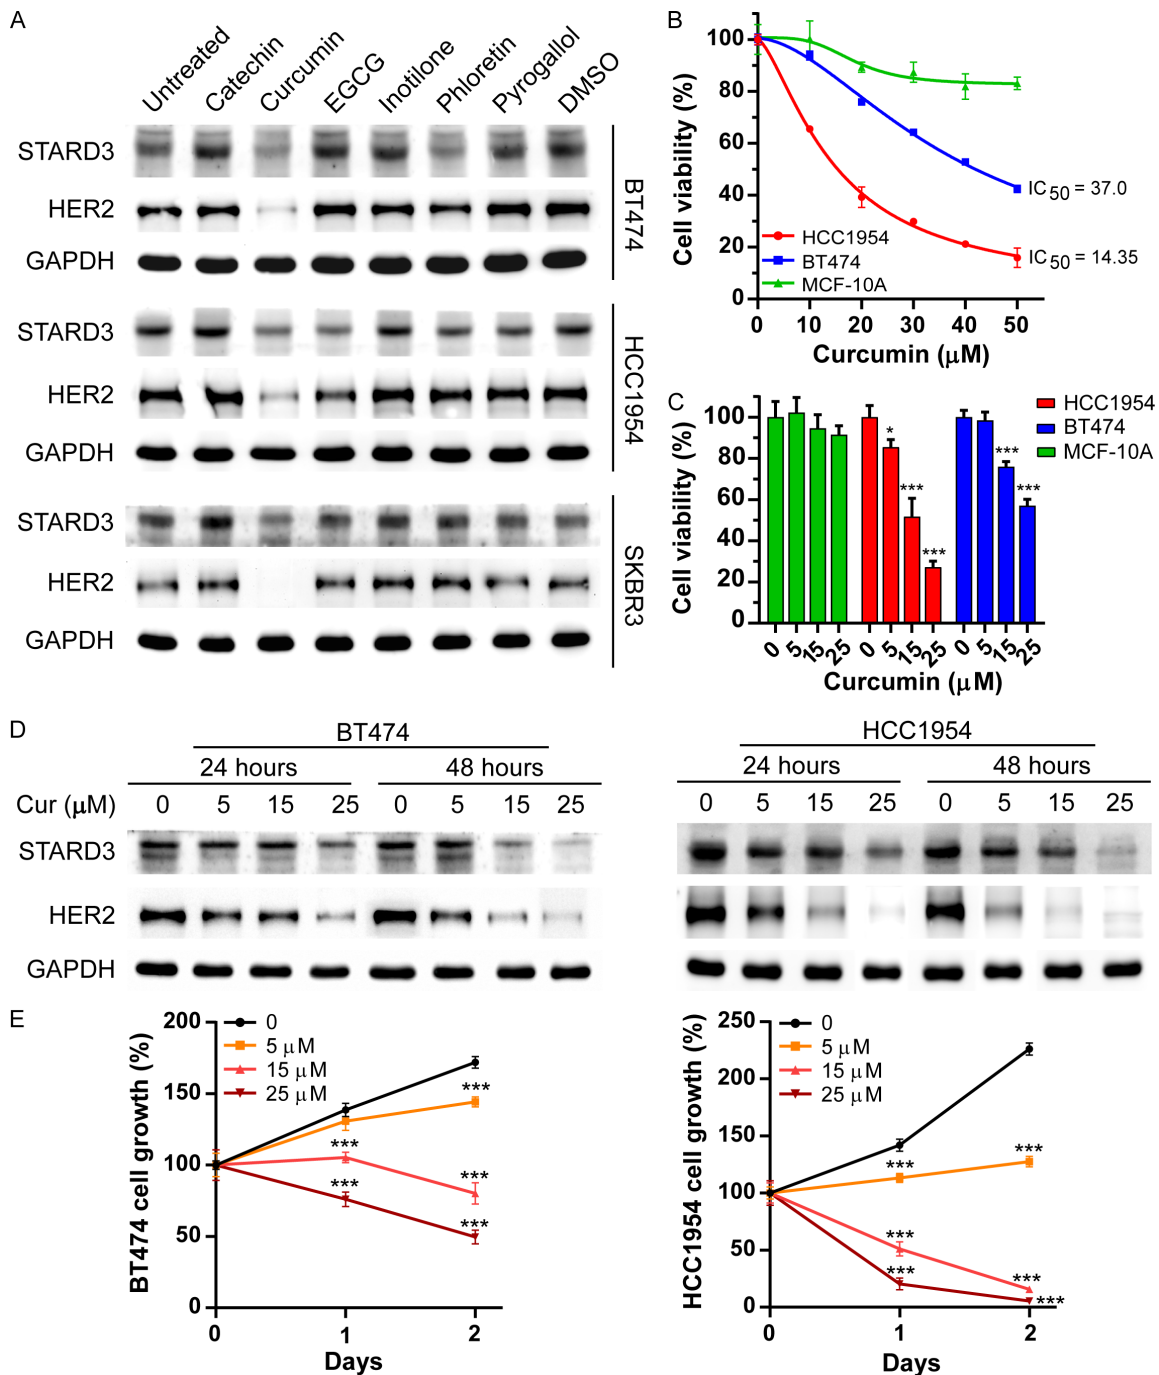 A
Untreated
Catechin
Curcumin
EGCG
Inotilone
Phloretin
Pyrogallol
DMSO
STARD3
HER2
GAPDH
BT474
STARD3
HER2
GAPDH
HCC1954
STARD3
HER2
GAPDH
SKBR3
B
Cell viability (%)
100
80
60
40
20
0
IC50 = 37.0
IC50 = 14.35
HCC1954
BT474
MCF-10A
0 10 20 30 40 50
Curcumin (μM)
C
Cell viability (%)
100
80
60
40
20
0
* *** *** *** ***
HCC1954
BT474
MCF-10A
0 5 15 25 0 5 15 25 0 5 15 25
Curcumin (μM)
D
BT474
24 hours 48 hours
Cur (μM) 0 5 15 25 0 5 15 25
STARD3
HER2
GAPDH
HCC1954
24 hours 48 hours
0 5 15 25 0 5 15 25
E
BT474 cell growth (%)
200
150
100
50
0
0
5 μM
15 μM
25 μM
***
***
***
***
***
0 1 2
Days
HCC1954 cell growth (%)
250
200
150
100
50
0
0
5 μM
15 μM
25 μM
***
***
***
***
***
***
0 1 2
Days